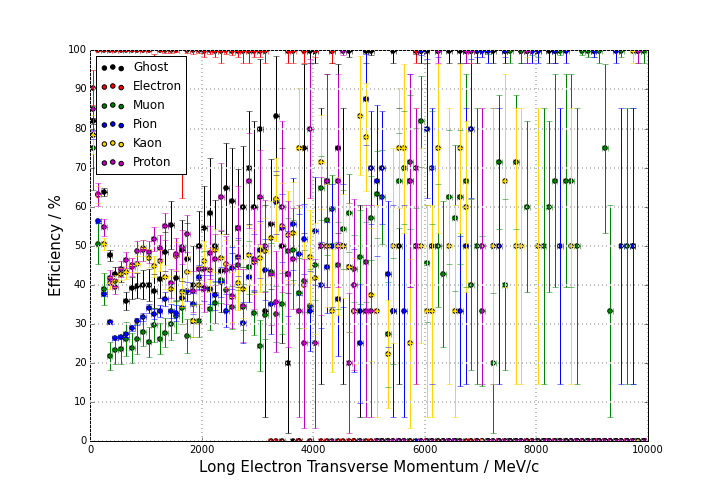 100
90
80
70
60
50
40
30
20
10
0
Efficiency / %
Ghost
Electron
Muon
Pion
Kaon
Proton
0 2000 4000 6000 8000 10000
Long Electron Transverse Momentum / MeV/c